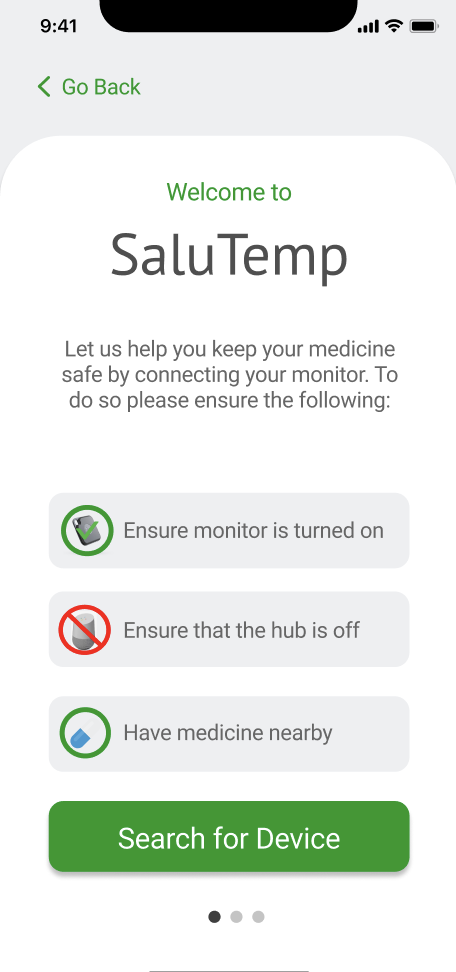 9:41
Go Back
Welcome to
SaluTemp
Let us help you keep your medicine
safe by connecting your monitor. To
do so please ensure the following:
Ensure monitor is turned on
Ensure that the hub is off
Have medicine nearby
Search for Device